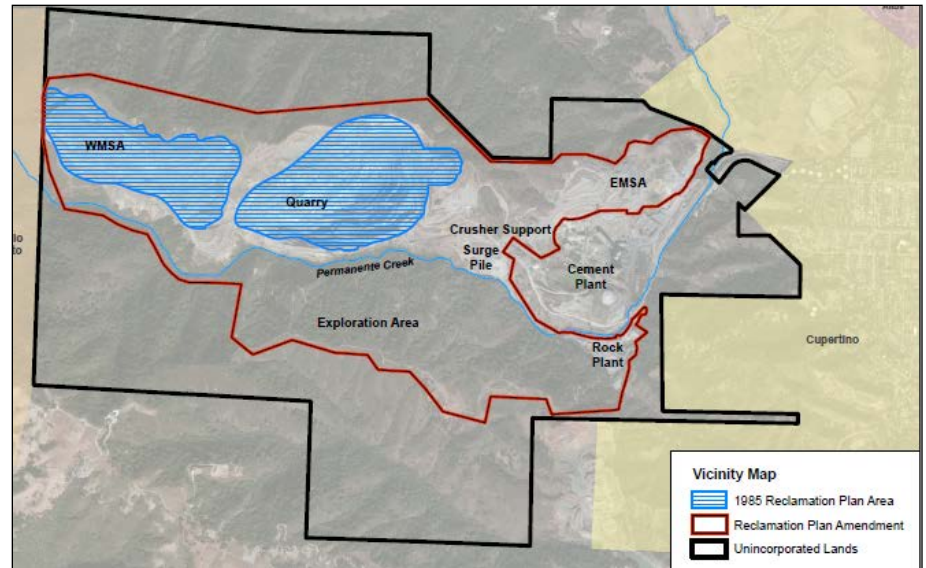 WMSA
EMSA
Quarry
Crusher Support
Surge
Pile
Permanente Creek
Cement
Plant
Exploration Area
Rock
Plant
Cupertino
Vicinity Map
1985 Reclamation Plan Area
Reclamation Plan Amendment
Unincorporated Lands